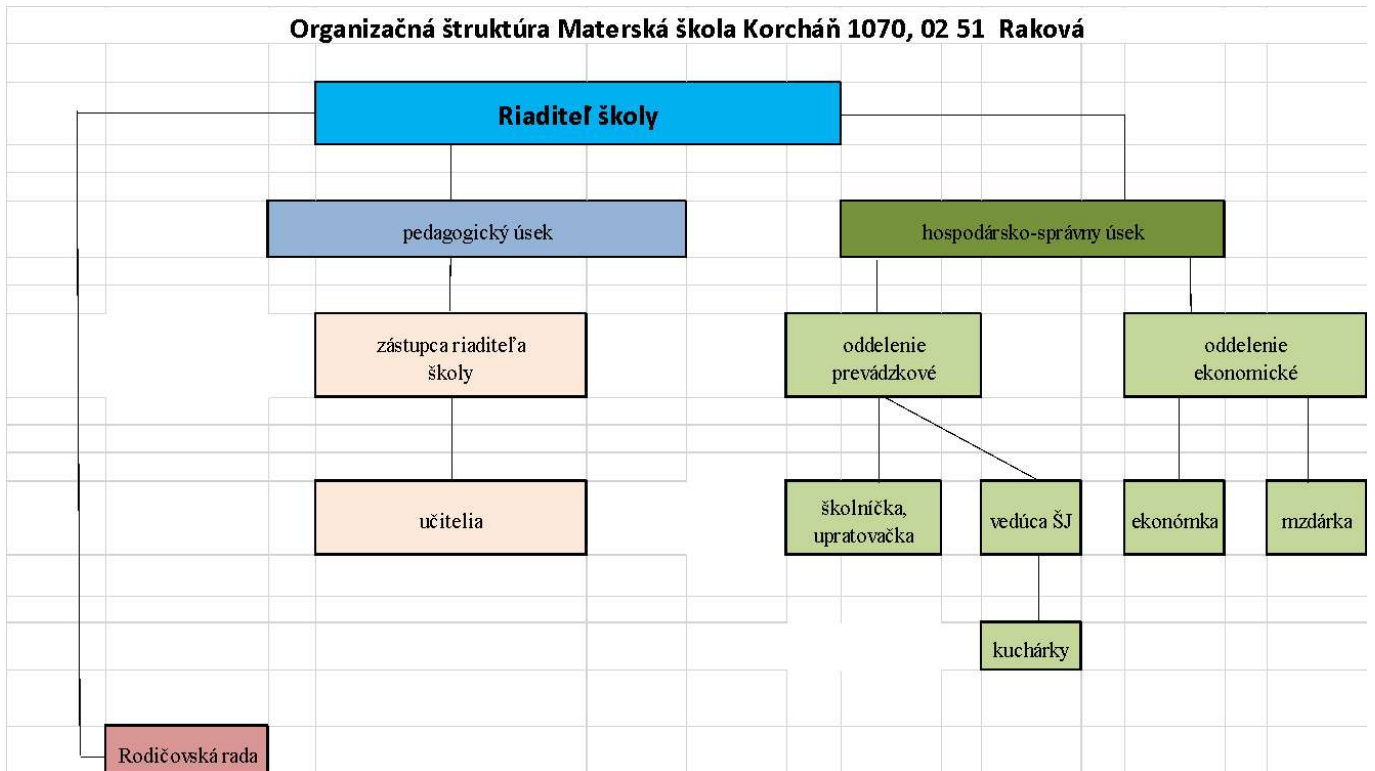 Organizačná štruktúra Materská škola Korcháň 1070, 02 51 Raková
Riaditeľ školy
pedagogický úsek
hospodársko-správny úsek
zástupca riaditeľa
školy
oddelenie
prevádzkové
oddelenie
ekonomické
učitelia
školníčka,
upratovačka
vedúca ŠJ
ekonómka
mzdárka
kuchárky
Rodičovská rada